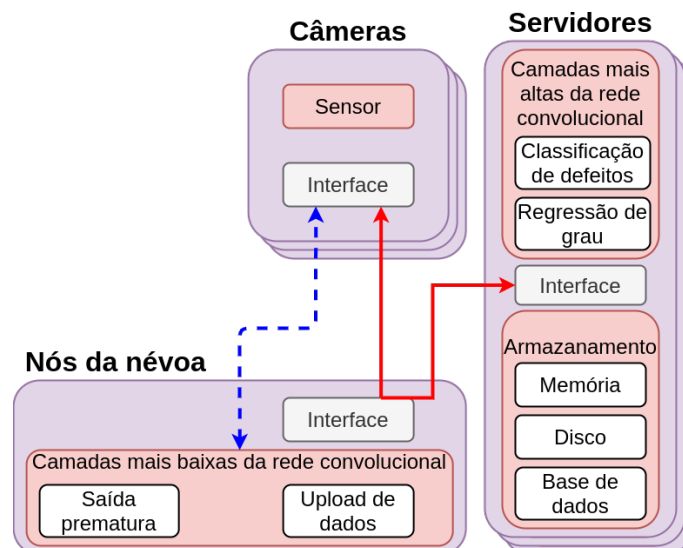 Câmeras
Sensor
Interface
Servidores
Camadas mais
altas da rede
convolucional
Classificação
de defeitos
Regressão de
grau
Interface
Armazanamento
Memória
Disco
Base de
dados
Nós da névoa
Interface
Camadas mais baixas da rede convolucional
Saída
prematura
Upload de
dados